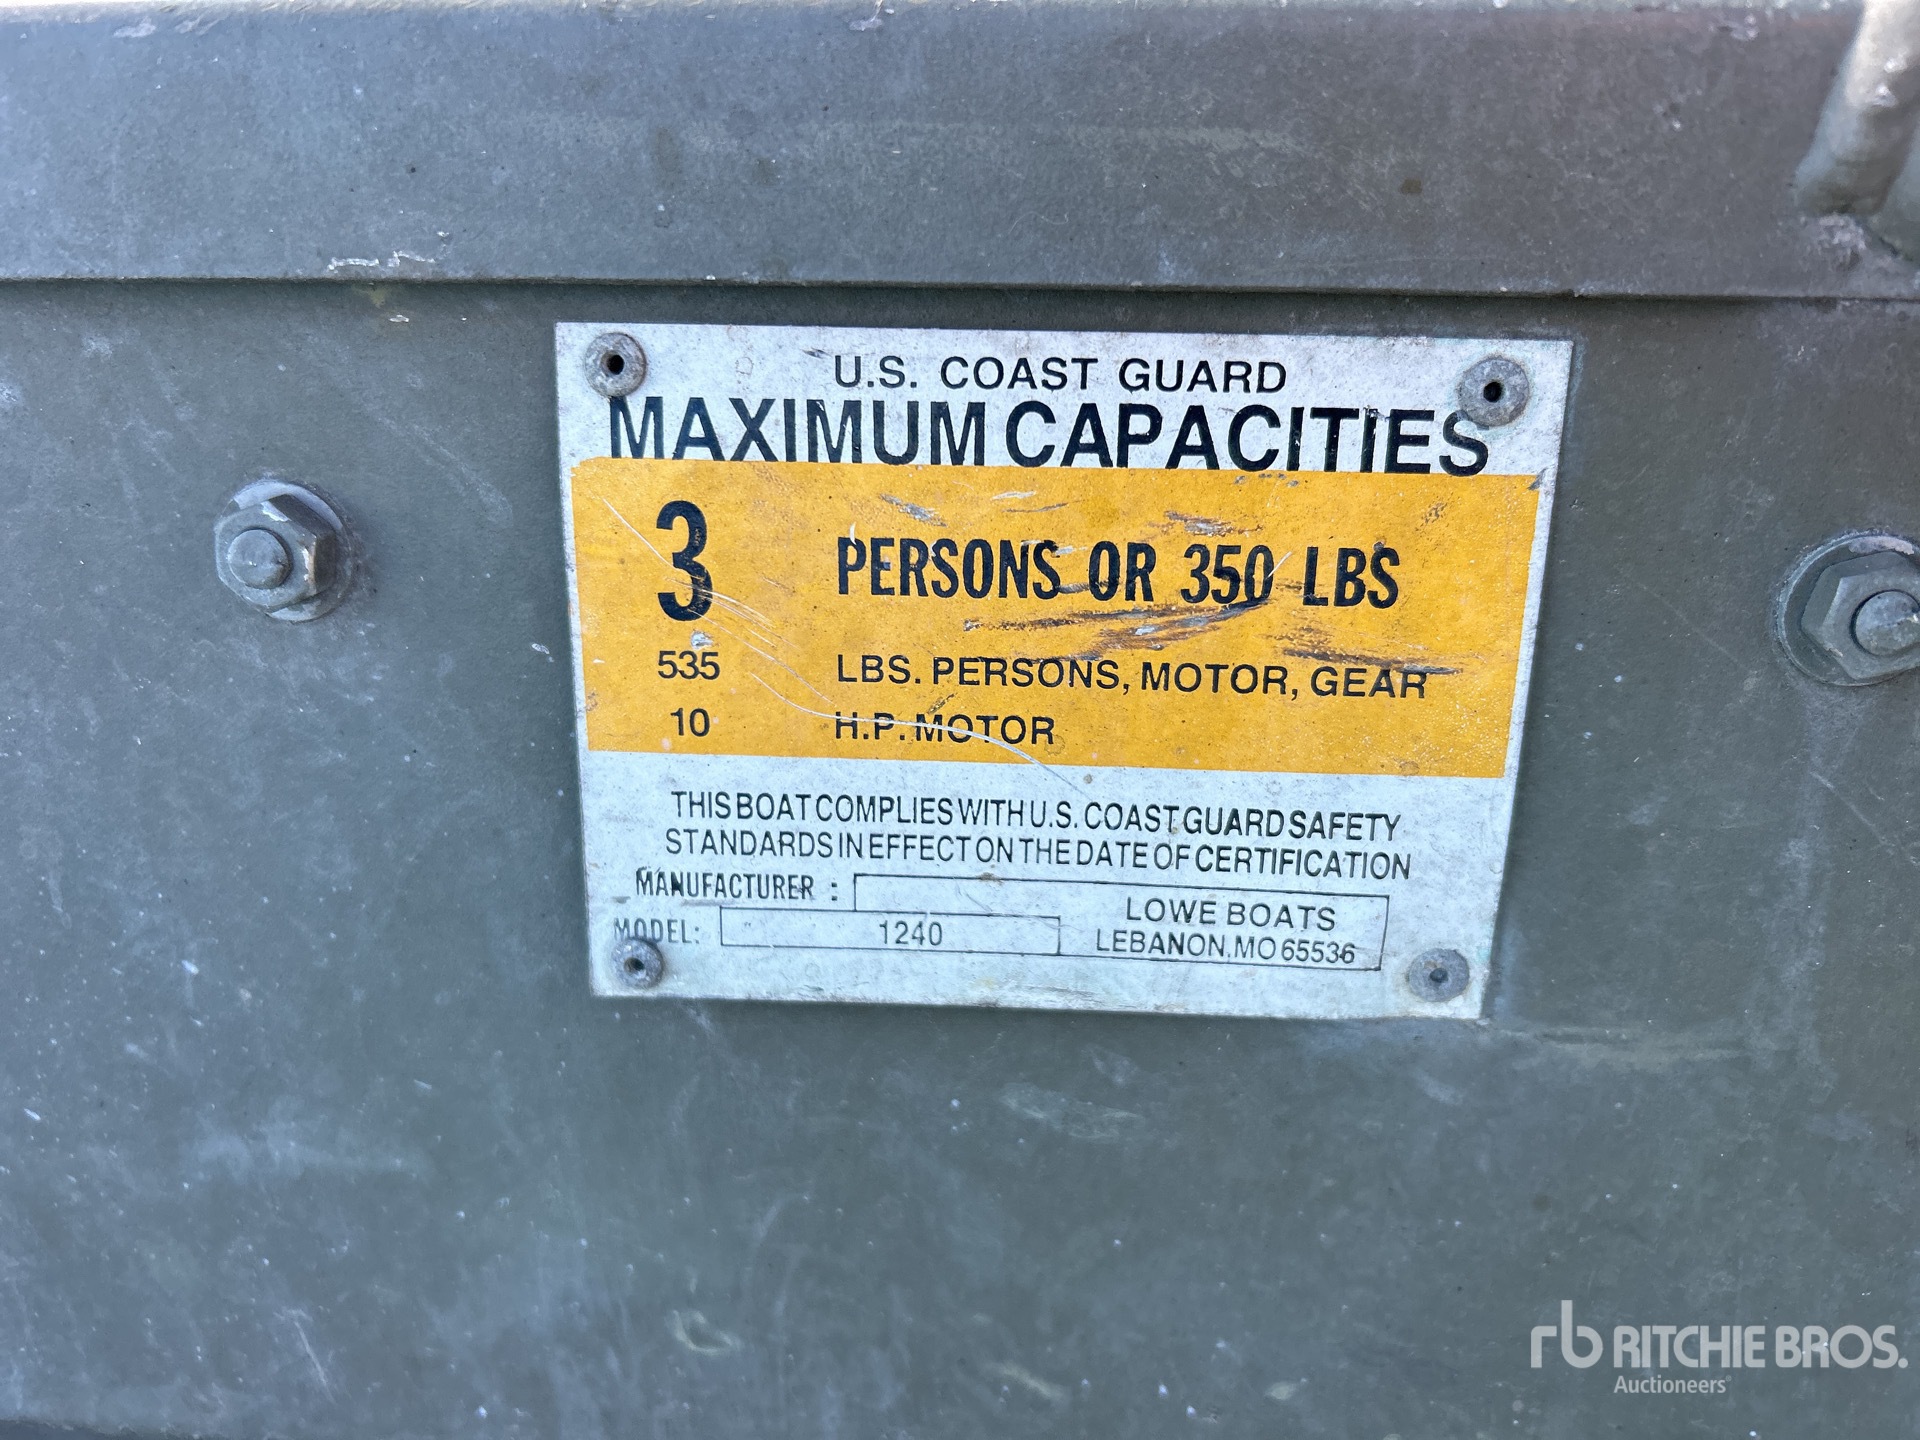 U.S. COAST GUARD
MAXIMUM CAPACITIES
3 PERSONS OR 350 LBS
535 LBS. PERSONS, MOTOR, GEAR
10 H.P. MOTOR
THIS BOAT COMPLIES WITH U.S. COAST GUARD SAFETY
STANDARDS IN EFFECT ON THE DATE OF CERTIFICATION
MANUFACTURER :
LOWE BOATS
LEBANON. MO 65536
MODEL: 1240
rb RITCHIE BROS.
Auctioneers